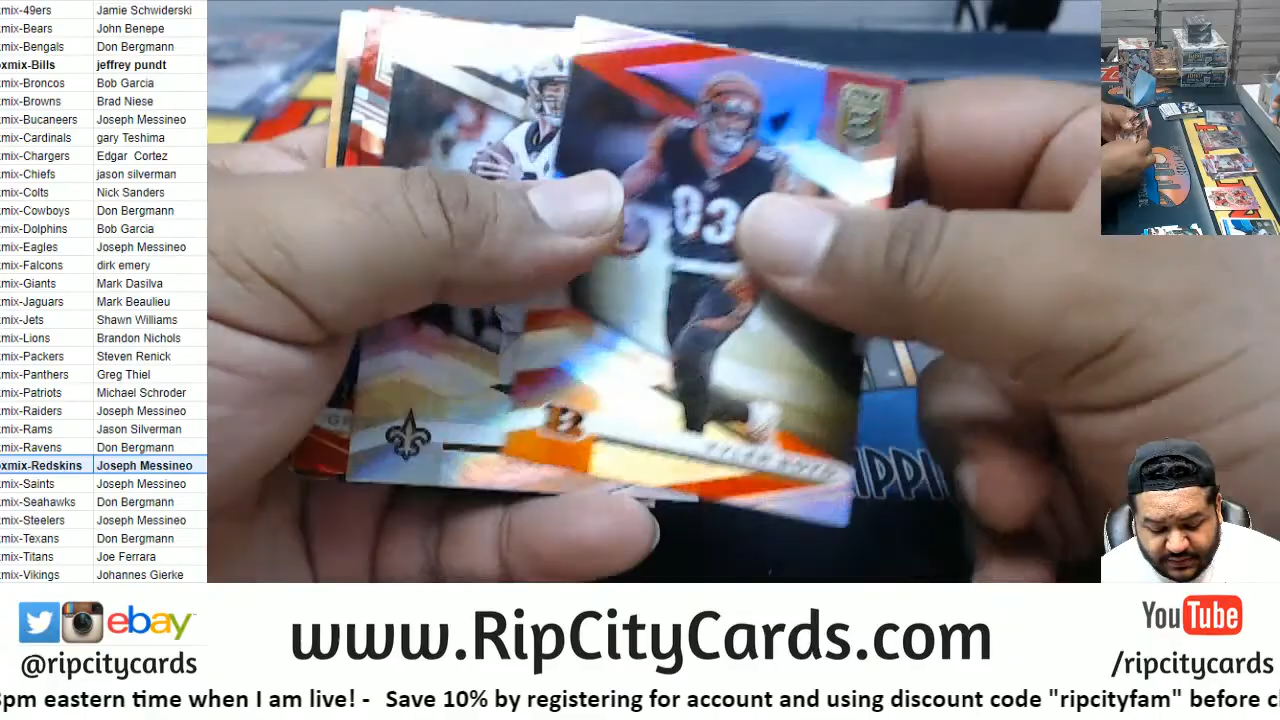 mix-49ers Jamie Schwiderski
mix-Bears John Benepe
mix-Bengals Don Bergmann
oxmix-Bills jeffrey pundt
mix-Broncos Bob Garcia
mix-Browns Brad Niese
mix-Bucaneers Joseph Messineo
mix-Cardinals gary Teshima
mix-Chargers Edgar Cortez
mix-Chiefs jason silverman
mix-Colts Nick Sanders
mix-Cowboys Don Bergmann
mix-Dolphins Bob Garcia
mix-Eagles Joseph Messineo
mix-Falcons dirk emery
mix-Giants Mark Dasilva
mix-Jaguars Mark Beaulieu
mix-Jets Shawn Williams
mix-Lions Brandon Nichols
mix-Packers Steven Renick
mix-Panthers Greg Thiel
mix-Patriots Michael Schroder
mix-Raiders Joseph Messineo
mix-Rams Jason Silverman
mix-Ravens Don Bergmann
oxmix-Redskins Joseph Messineo
mix-Saints Joseph Messineo
mix-Seahawks Don Bergmann
mix-Steelers Joseph Messineo
mix-Texans Don Bergmann
mix-Titans Joe Ferrara
mix-Vikings Johannes Gierke
83
B
IPPI
ebay
@ripcitycards
www.RipCityCards.com
YouTube
/ripcitycards
8pm eastern time when I am live! - Save 10% by registering for account and using discount code "ripcityfam" before c